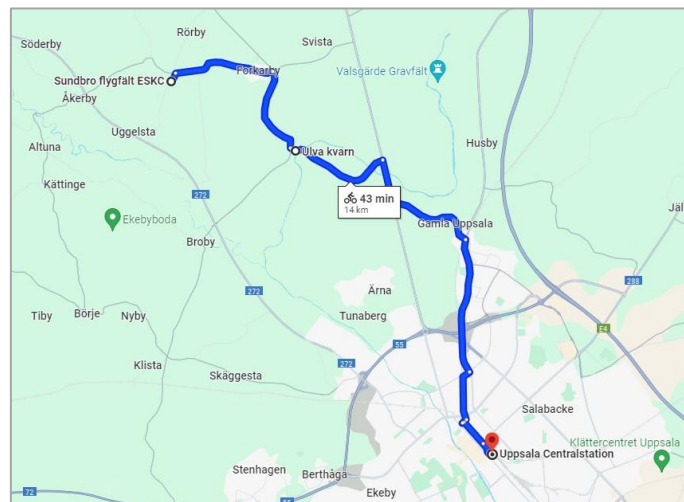 Rörby
Söderby
Svista
Forkarby
Valsgärde Gravfält
Sundbro flygfält ESKC
Åkerby
Uggelsta
Husby
Altuna
Ulva kvarn
Kättinge
272
43 min
14 km
Jäl
Ekebyboda
Gamla Uppsala
Broby
288
Ärna
272
Tiby
Börje
Nyby
Tunaberg
E4
55
Klista
272
Skäggesta
Salabacke
Klättercentret Uppsala
Uppsala Centralstation
Stenhagen
Berthåga
72
55
Ekeby